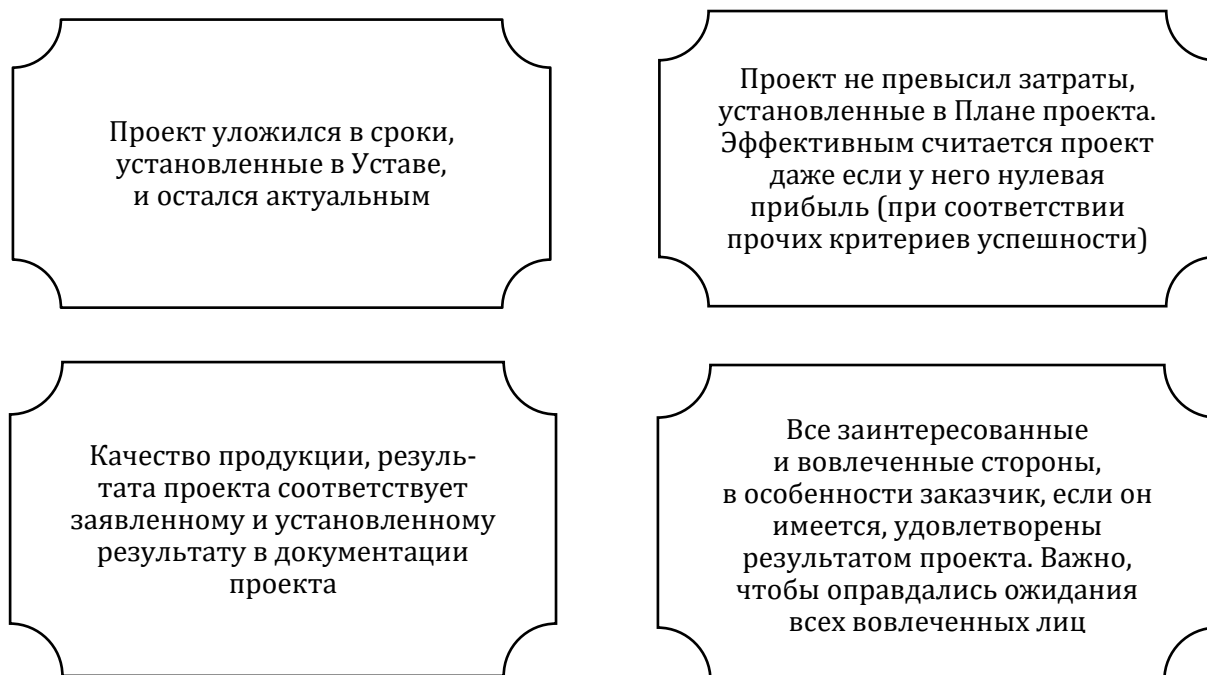 Проект уложился в сроки,
установленные в Уставе,
и остался актуальным
Проект не превысил затраты,
установленные в Плане проекта.
Эффективным считается проект
даже если у него нулевая
прибыль (при соответствии
прочих критериев успешности)
Качество продукции, резуль-
тата проекта соответствует
заявленному и установленному
результату в документации
проекта
Все заинтересованные
и вовлеченные стороны,
в особенности заказчик, если он
имеется, удовлетворены
результатом проекта. Важно,
чтобы оправдались ожидания
всех вовлеченных лиц